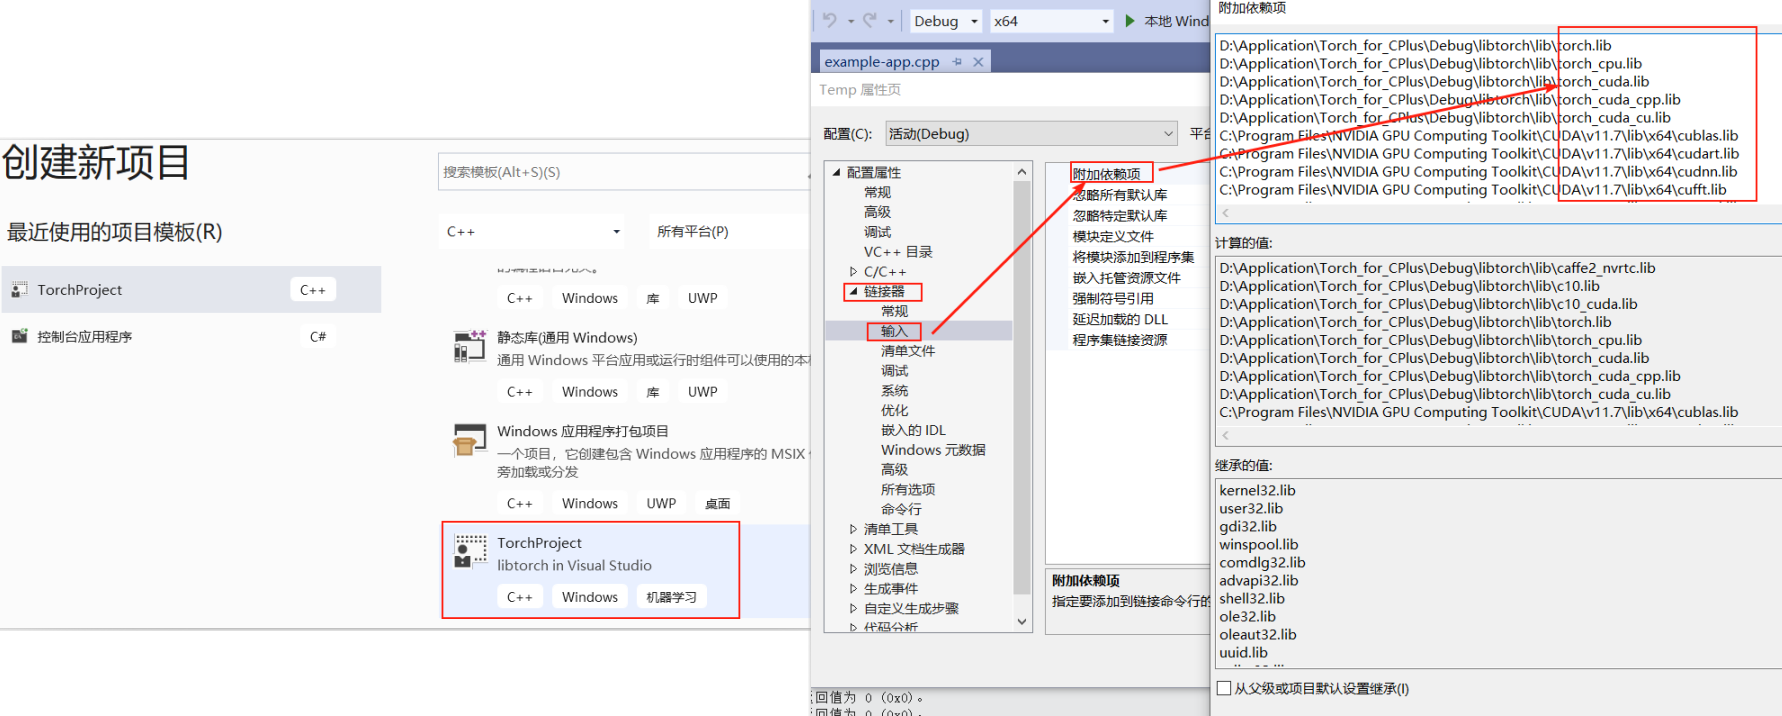 创建新项目
最近使用的项目模板(R)
TorchProject
C++
控制台应用程序
C#
搜索模板(Alt+S)(S)
C++
所有平台(P)
C++ Windows 库 UWP
静态库(通用 Windows)
通用 Windows 平台应用或运行时组件可以使用的本
C++ Windows 库 UWP
Windows 应用程序打包项目
一个项目，它创建包含 Windows 应用程序的 MSIX
旁加载或分发
C++ Windows UWP 桌面
TorchProject
libtorch in Visual Studio
C++ Windows 机器学习
Debug x64 本地 Wind
example-app.cpp
Temp 属性页
配置(C): 活动(Debug) 平台
配置属性
常规
高级
调试
VC++ 目录
C/C++
链接器
常规
输入
清单文件
调试
系统
优化
嵌入的 IDL
Windows 元数据
高级
所有选项
命令行
清单工具
XML 文档生成器
浏览信息
生成事件
自定义生成步骤
代码分析
附加依赖项
忽略所有默认库
忽略特定默认库
模块定义文件
将模块添加到程序集
嵌入托管资源文件
强制符号引用
延迟加载的 DLL
程序集链接资源
附加依赖项
指定要添加到链接命令行的
回值为 0 (0x0)。
回值为 0 (0x0)。
附加依赖项
D:\Application\Torch_for_CPlus\Debug\libtorch\lib\torch.lib
D:\Application\Torch_for_CPlus\Debug\libtorch\lib\torch_cpu.lib
D:\Application\Torch_for_CPlus\Debug\libtorch\lib\torch_cuda.lib
D:\Application\Torch_for_CPlus\Debug\libtorch\lib\torch_cuda_cpp.lib
D:\Application\Torch_for_CPlus\Debug\libtorch\lib\torch_cuda_cu.lib
C:\Program Files\NVIDIA GPU Computing Toolkit\CUDA\v11.7\lib\x64\cublas.lib
C:\Program Files\NVIDIA GPU Computing Toolkit\CUDA\v11.7\lib\x64\cudart.lib
C:\Program Files\NVIDIA GPU Computing Toolkit\CUDA\v11.7\lib\x64\cudnn.lib
C:\Program Files\NVIDIA GPU Computing Toolkit\CUDA\v11.7\lib\x64\cufft.lib
计算的值:
D:\Application\Torch_for_CPlus\Debug\libtorch\lib\caffe2_nvrtc.lib
D:\Application\Torch_for_CPlus\Debug\libtorch\lib\c10.lib
D:\Application\Torch_for_CPlus\Debug\libtorch\lib\c10_cuda.lib
D:\Application\Torch_for_CPlus\Debug\libtorch\lib\torch.lib
D:\Application\Torch_for_CPlus\Debug\libtorch\lib\torch_cpu.lib
D:\Application\Torch_for_CPlus\Debug\libtorch\lib\torch_cuda.lib
D:\Application\Torch_for_CPlus\Debug\libtorch\lib\torch_cuda_cpp.lib
D:\Application\Torch_for_CPlus\Debug\libtorch\lib\torch_cuda_cu.lib
C:\Program Files\NVIDIA GPU Computing Toolkit\CUDA\v11.7\lib\x64\cublas.lib
继承的值:
kernel32.lib
user32.lib
gdi32.lib
winspool.lib
comdlg32.lib
advapi32.lib
shell32.lib
ole32.lib
oleaut32.lib
uuid.lib
从父级或项目默认设置继承(I)